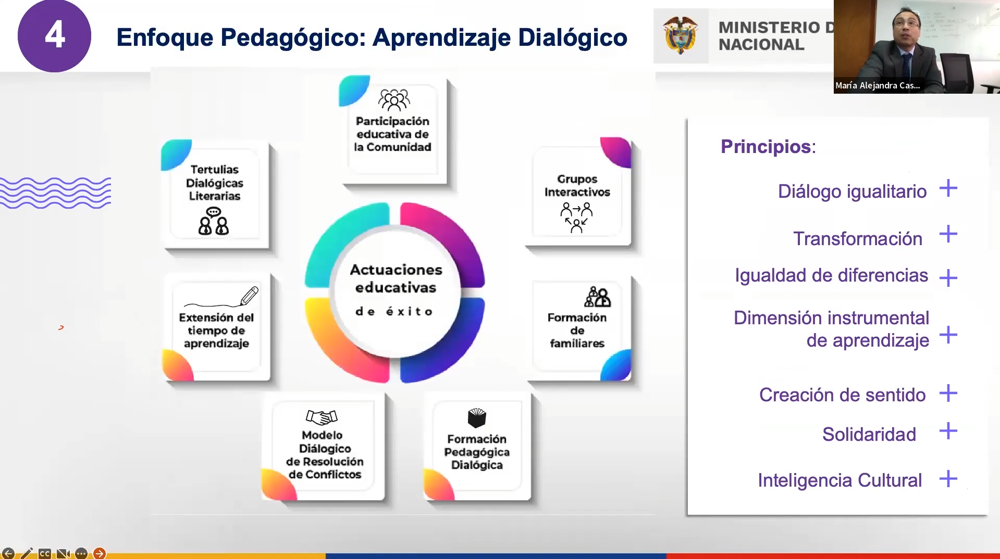 4
Enfoque Pedagógico: Aprendizaje Dialógico
MINISTERIO D
NACIONAL
María Alejandra Cas...
Participación
educativa de
la Comunidad
Tertulias
Dialógicas
Literarias
Grupos
Interactivos
Actuaciones
educativas
de éxito
Extensión del
tiempo de
aprendizaje
Formación
de
familiares
Modelo
Diálogico
de Resolución
de Conflictos
Formación
Pedagógica
Dialógica
Principios:
Diálogo igualitario +
Transformación +
Igualdad de diferencias +
Dimensión instrumental
de aprendizaje +
Creación de sentido +
Solidaridad +
Inteligencia Cultural +
CC